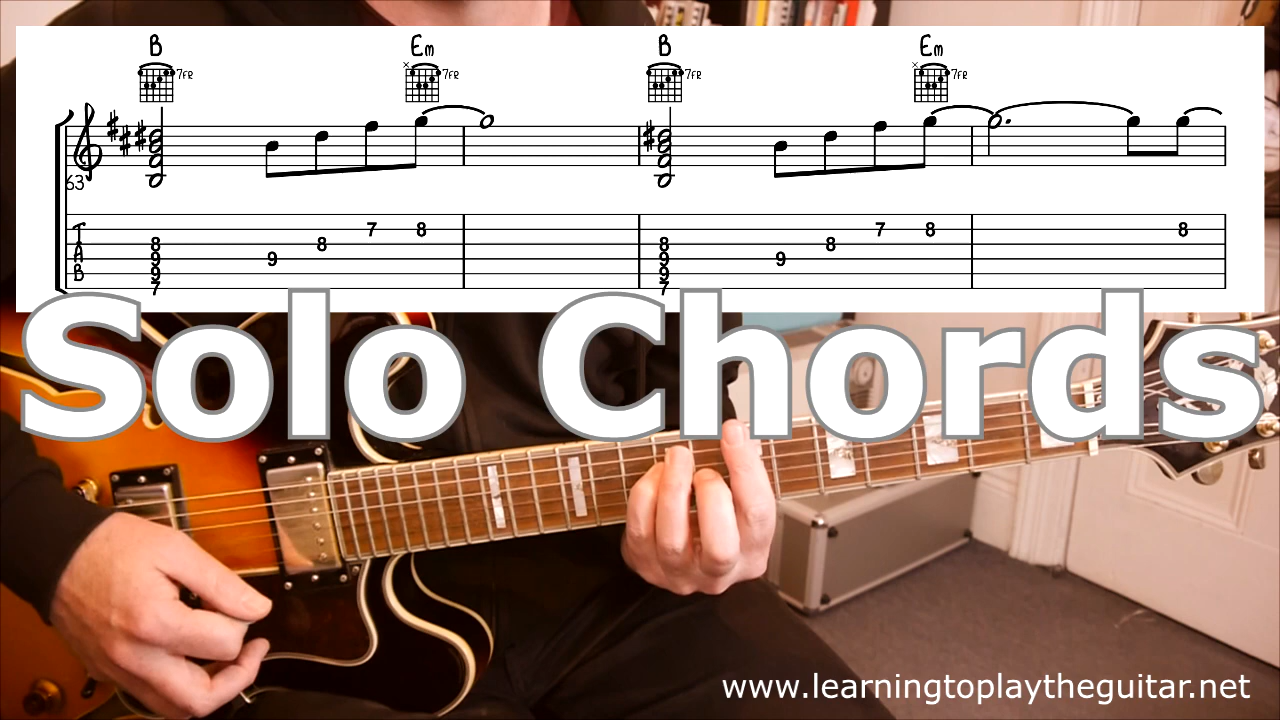 B Em B Em
× 7FR × 7FR 7FR × 7FR
63
7 8 7 8 8
8 8 8 8
T 9 9 9 9
A 9 9
B 7 7
Solo Chords
www.learningtoplaytheguitar.net